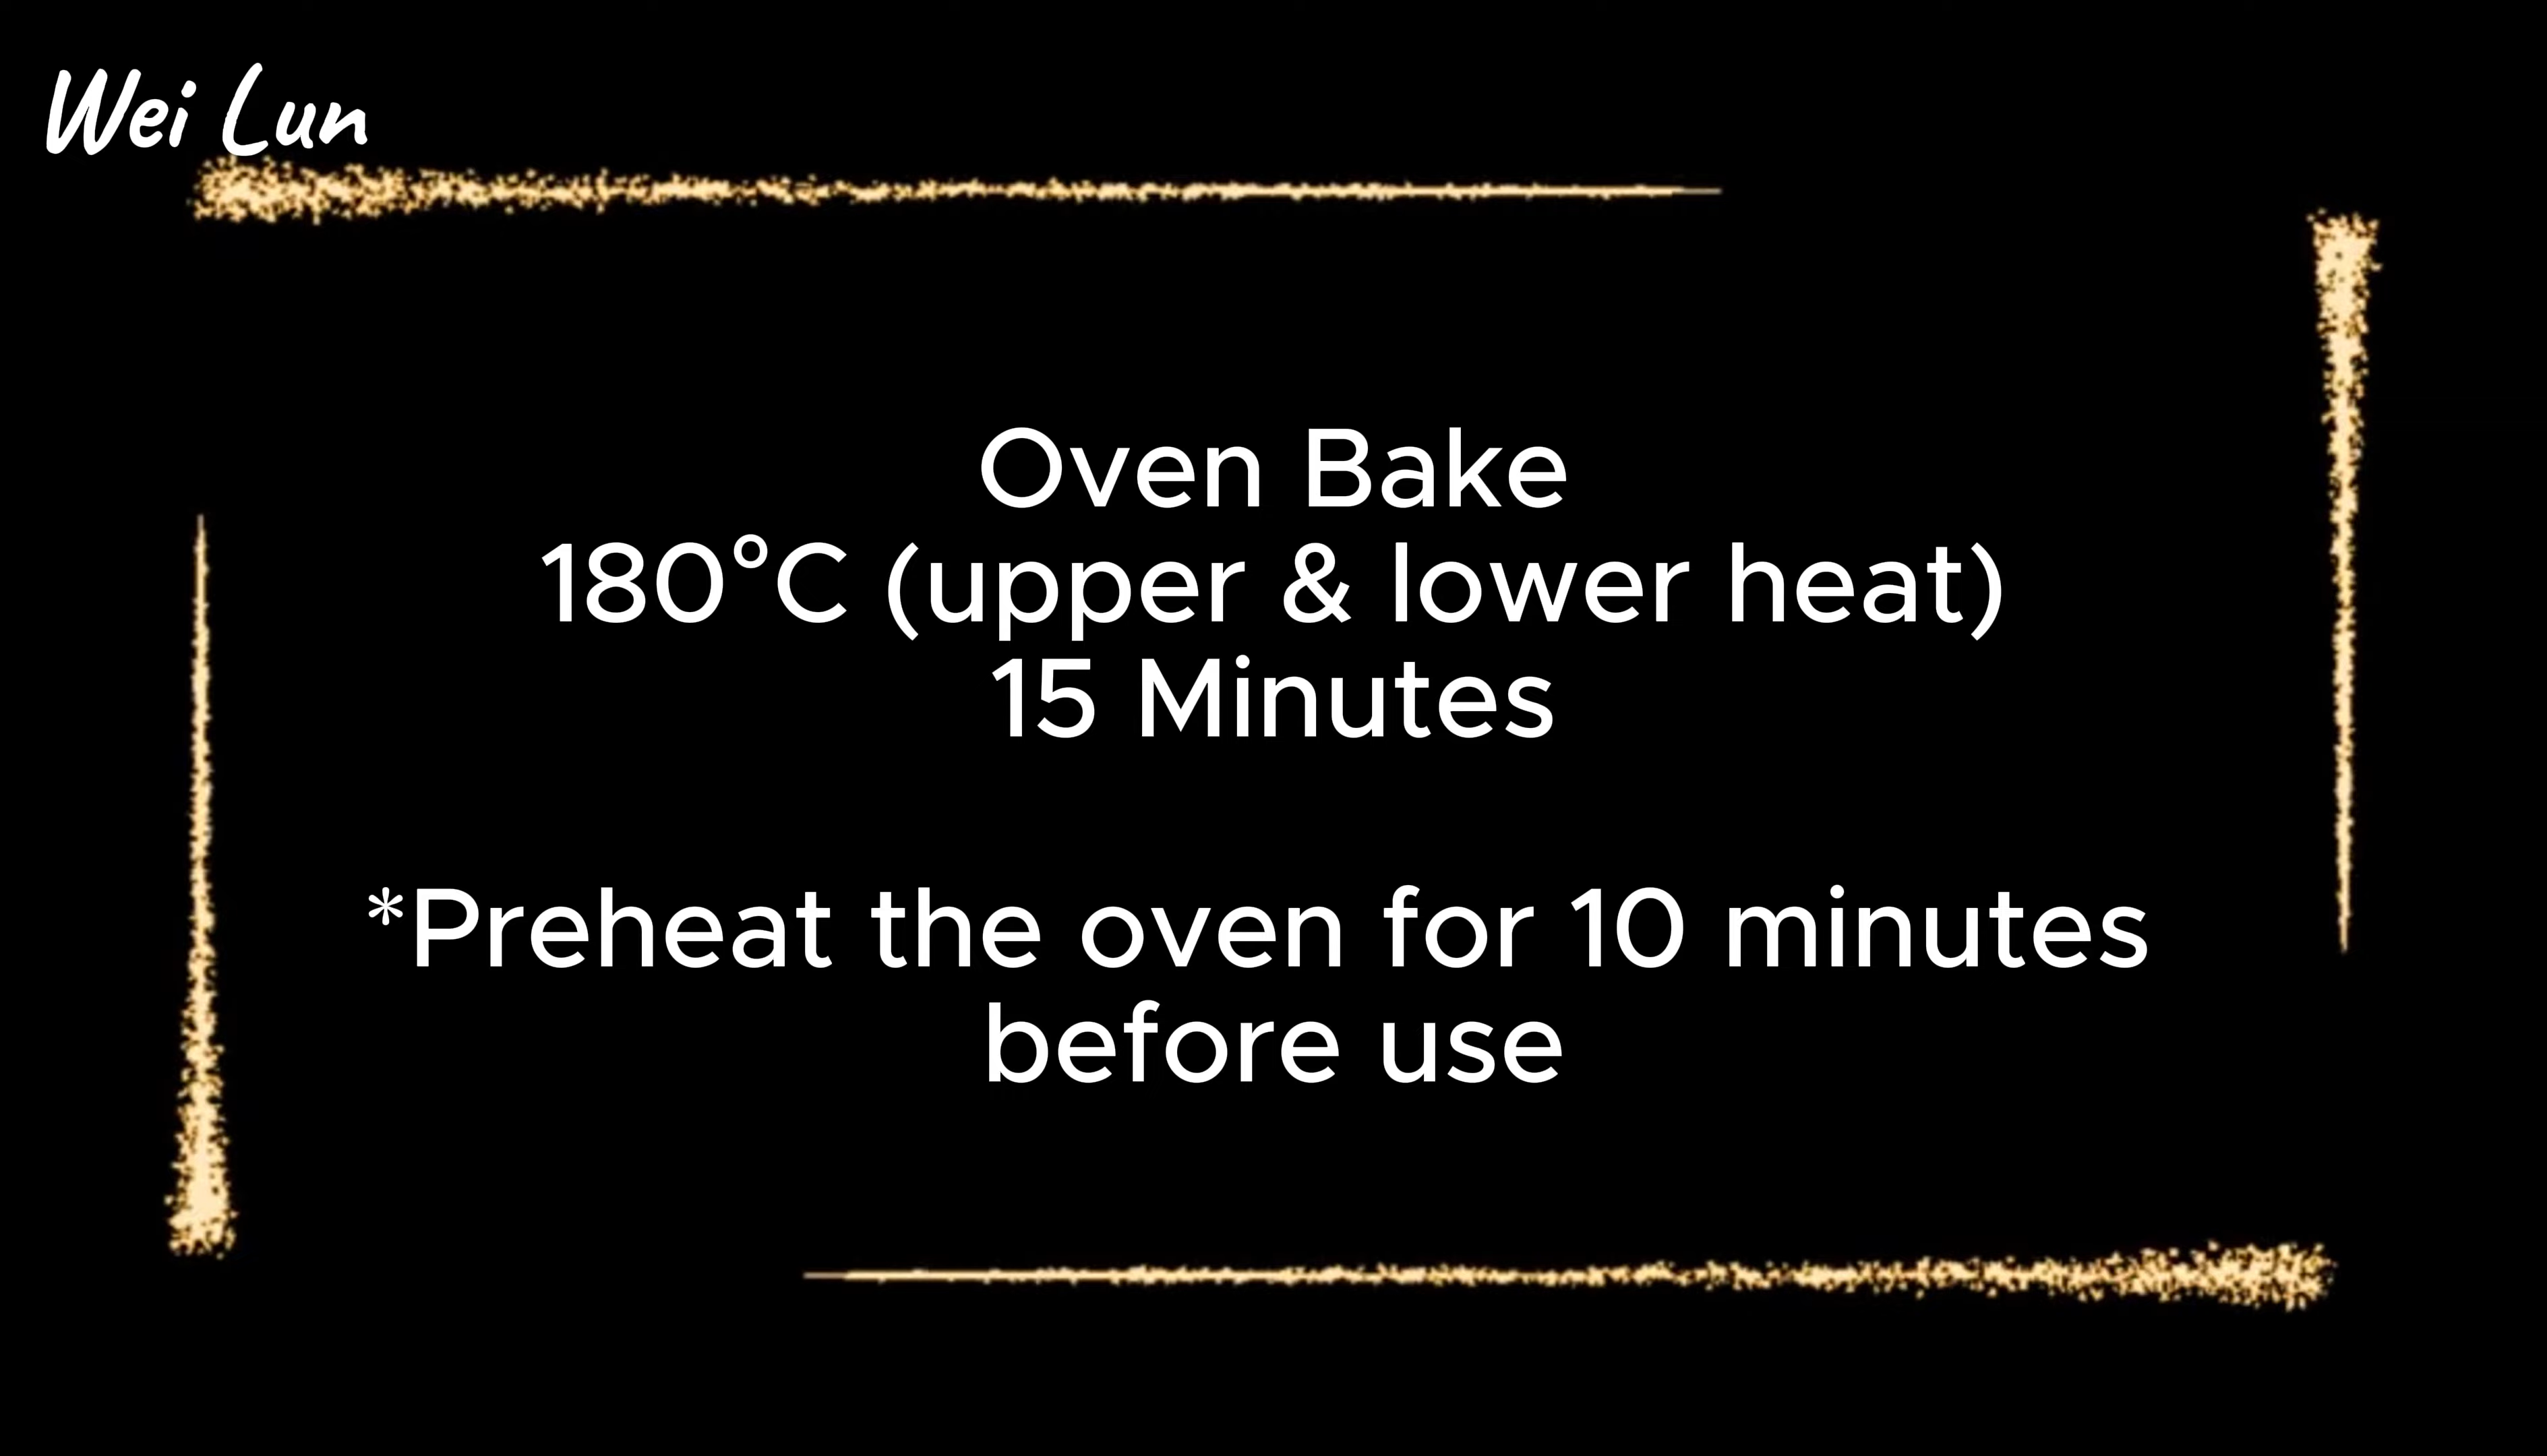 Wei Lun
Oven Bake
180°C (upper & lower heat)
15 Minutes
*Preheat the oven for 10 minutes
before use